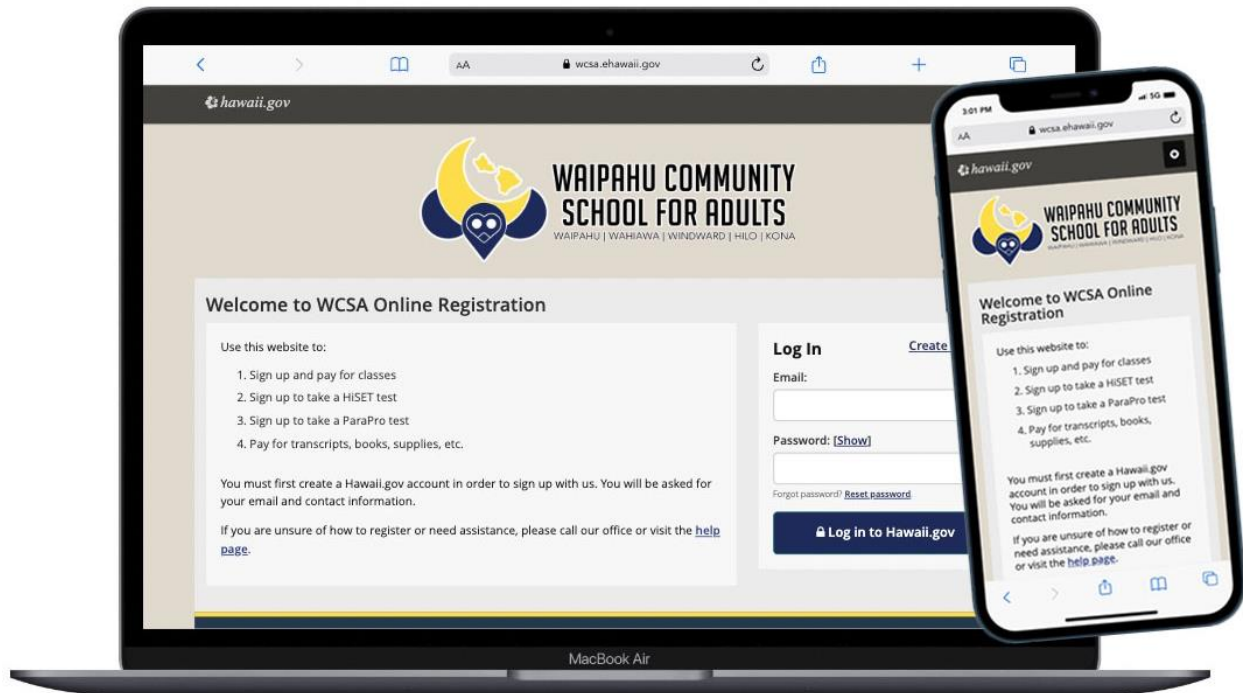 AA wcsa.ehawaii.gov
hawaii.gov
WAIPAHU COMMUNITY
SCHOOL FOR ADULTS
WAIPAHU | WAHIAWA | WINDWARD | HILO | KONA
Welcome to WCSA Online Registration
Use this website to:
1. Sign up and pay for classes
2. Sign up to take a HiSET test
3. Sign up to take a ParaPro test
4. Pay for transcripts, books, supplies, etc.
You must first create a Hawaii.gov account in order to sign up with us. You will be asked for
your email and contact information.
If you are unsure of how to register or need assistance, please call our office or visit the help
page.
Log In Create
Email:
Password: [Show]
Forgot password? Reset password.
Log in to Hawaii.gov
MacBook Air
3:01 PM 5G
AA wcsa.ehawaii.gov
hawaii.gov
WAIPAHU COMMUNITY
SCHOOL FOR ADULTS
WAIPAHU | WAHIAWA | WINDWARD | HILO | KONA
Welcome to WCSA Online
Registration
Use this website to:
1. Sign up and pay for classes
2. Sign up to take a HiSET test
3. Sign up to take a ParaPro test
4. Pay for transcripts, books,
supplies, etc.
You must first create a Hawaii.gov
account in order to sign up with us.
You will be asked for your email and
contact information.
If you are unsure of how to register or
need assistance, please call our office
or visit the help page.